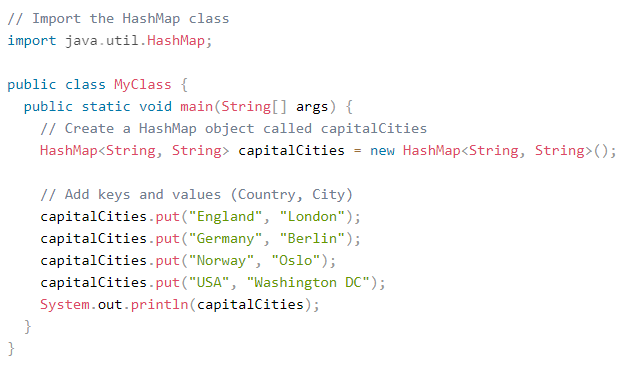 // Import the HashMap class
import java.util.HashMap;
public class MyClass {
public static void main(String[] args) {
// Create a HashMap object called capitalCities
HashMap<String, String> capitalCities = new HashMap<String, String>();
// Add keys and values (Country, City)
capitalCities.put("England", "London");
capitalCities.put("Germany", "Berlin");
capitalCities.put("Norway", "Oslo");
capitalCities.put("USA", "Washington DC");
System.out.println(capitalCities);
}
}